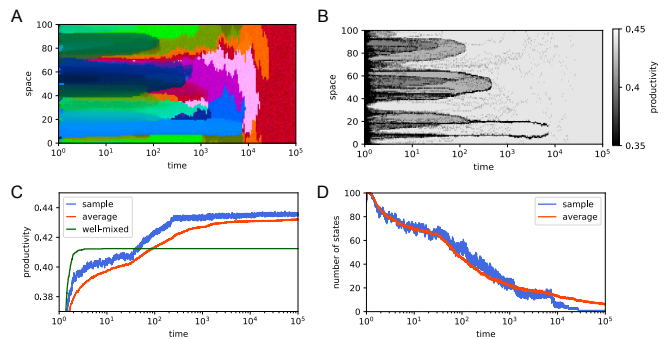 A
100
80
60
40
20
0
space
10^0
10^1
10^2
10^3
10^4
10^5
time
B
100
80
60
40
20
0
space
10^0
10^1
10^2
10^3
10^4
10^5
time
0.45
0.4
0.35
productivity
C
0.44
0.42
0.40
0.38
productivity
sample
average
well-mixed
10^0
10^1
10^2
10^3
10^4
10^5
time
D
100
80
60
40
20
0
number of states
sample
average
10^0
10^1
10^2
10^3
10^4
10^5
time